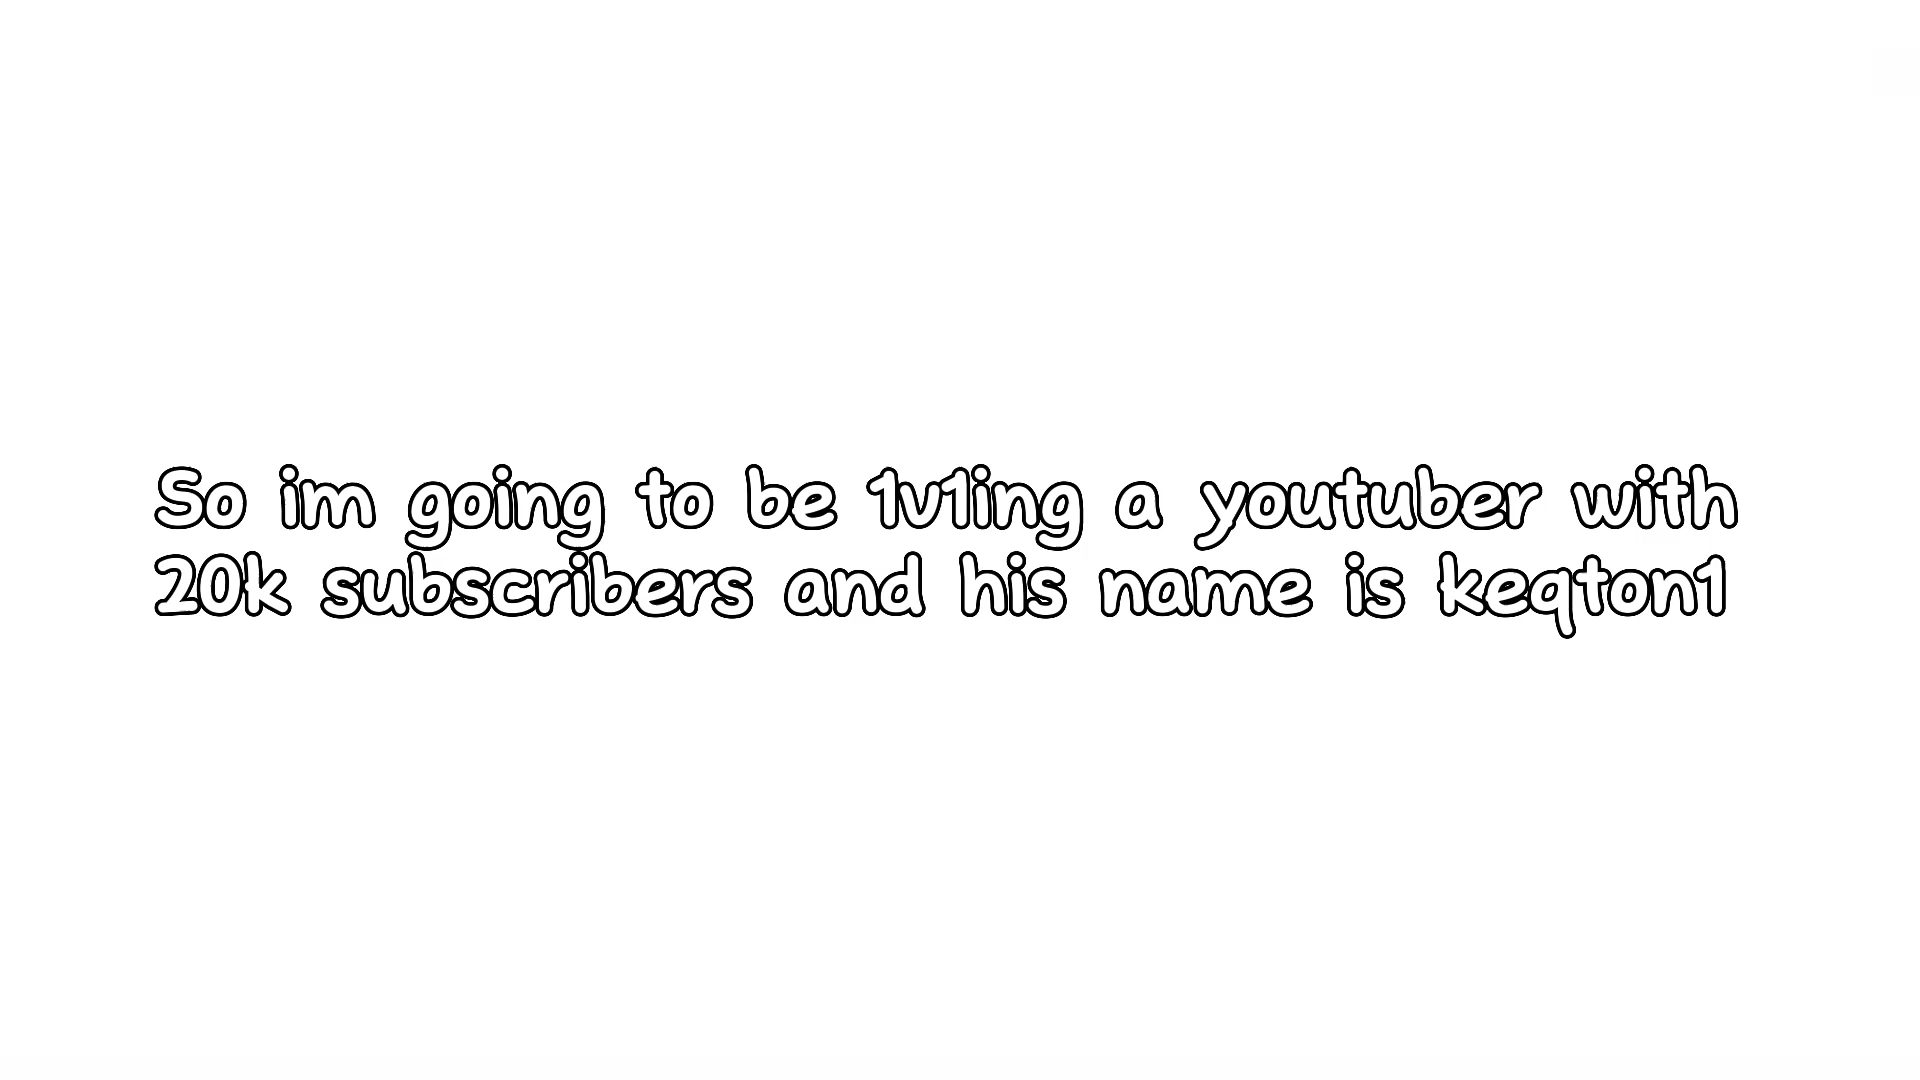 So im going to be 1v1ing a youtuber with
20k subscribers and his name is keqton1